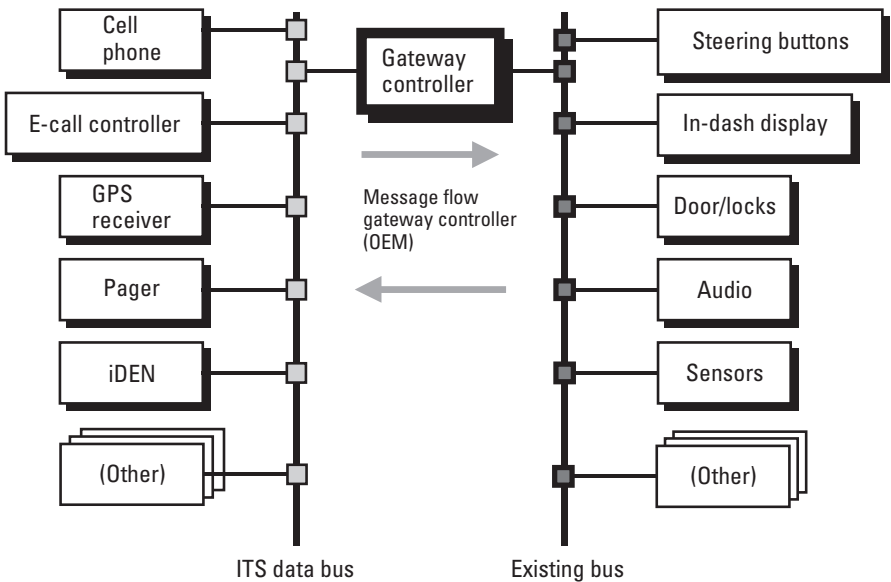 Cell
phone
Gateway
controller
Steering buttons
E-call controller
In-dash display
GPS
receiver
Message flow
gateway controller
(OEM)
Door/locks
Pager
Audio
iDEN
Sensors
(Other)
(Other)
ITS data bus
Existing bus